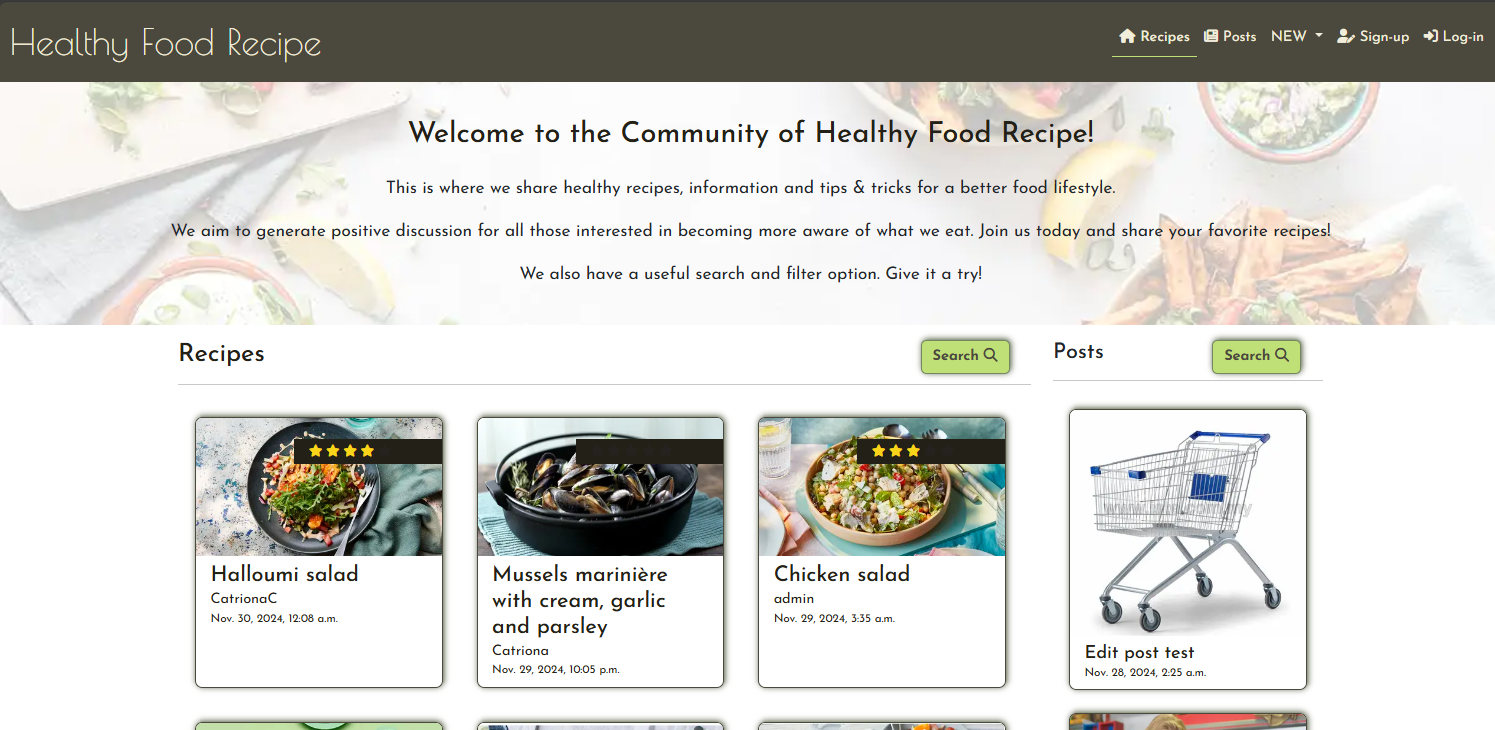 Healthy Food Recipe
Recipes
Posts
NEW
Sign-up
Log-in
Welcome to the Community of Healthy Food Recipe!
This is where we share healthy recipes, information and tips & tricks for a better food lifestyle.
We aim to generate positive discussion for all those interested in becoming more aware of what we eat. Join us today and share your favorite recipes!
We also have a useful search and filter option. Give it a try!
Recipes
Search
Halloumi salad
CatrionaC
Nov. 30, 2024, 12:08 a.m.
Mussels marinière
with cream, garlic
and parsley
Catriona
Nov. 29, 2024, 10:05 p.m.
Chicken salad
admin
Nov. 29, 2024, 3:35 a.m.
Posts
Search
Edit post test
Nov. 28, 2024, 2:25 a.m.